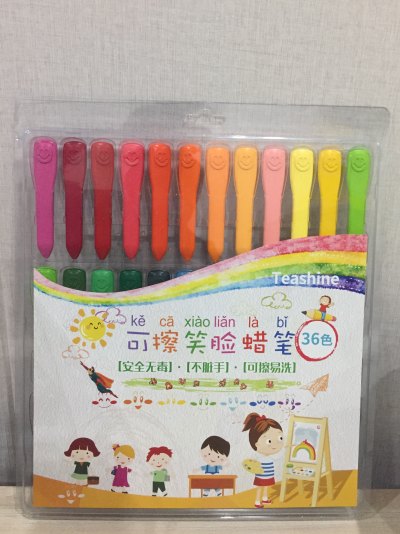 Teashine
kě cā xiào liǎn là bǐ
可擦笑脸蜡笔 36色
[安全无毒]·[不脏手]·[可擦易洗]